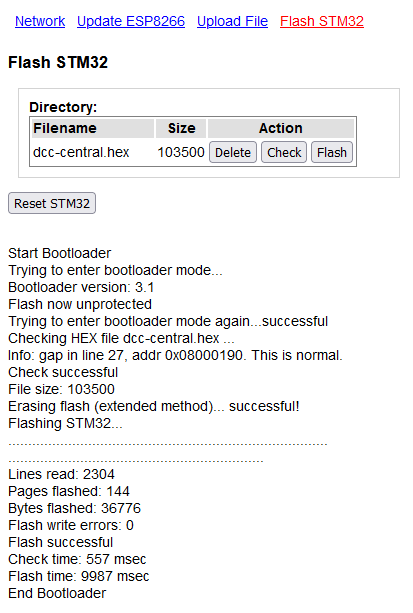 Network Update ESP8266 Upload File Flash STM32
Flash STM32
Directory:
Filename Size Action
dcc-central.hex 103500 Delete Check Flash
Reset STM32
Start Bootloader
Trying to enter bootloader mode...
Bootloader version: 3.1
Flash now unprotected
Trying to enter bootloader mode again...successful
Checking HEX file dcc-central.hex ...
Info: gap in line 27, addr 0x08000190. This is normal.
Check successful
File size: 103500
Erasing flash (extended method)... successful!
Flashing STM32...
................................................................................
................................................................
Lines read: 2304
Pages flashed: 144
Bytes flashed: 36776
Flash write errors: 0
Flash successful
Check time: 557 msec
Flash time: 9987 msec
End Bootloader